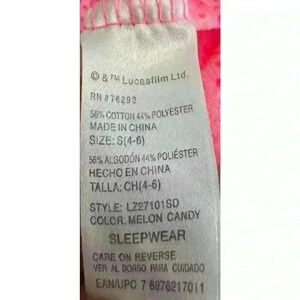 © &™ Lucasfilm Ltd.
RN #76292
56% COTTON 44% POLYESTER
MADE IN CHINA
SIZE: S(4-6)
56% ALGODÓN 44% POLIÉSTER
HECHO EN CHINA
TALLA: CH(4-6)
STYLE: LZ27101SD
COLOR: MELON CANDY
SLEEPWEAR
CARE ON REVERSE
VER AL DORSO PARA CUIDADO
EAN/UPC 7 6876217011